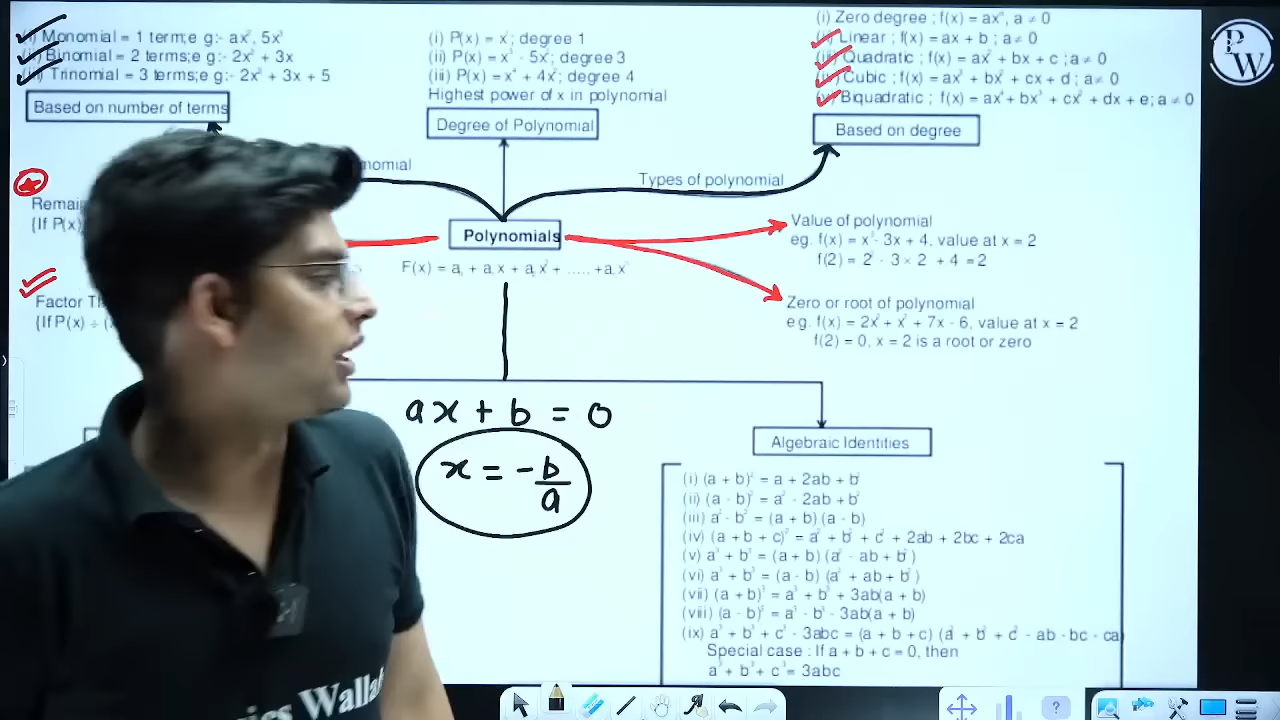 (i) Monomial = 1 term; e g:- ax², 5x³
(ii) Binomial = 2 terms; e g:- 2x² + 3x
(iii) Trinomial = 3 terms; e g:- 2x² + 3x + 5
Based on number of terms
(i) P(x) = x; degree 1
(ii) P(x) = x³ - 5x²; degree 3
(iii) P(x) = x⁴ + 4x²; degree 4
Highest power of x in polynomial
Degree of Polynomial
(i) Zero degree ; f(x) = ax°, a ≠ 0
(ii) Linear ; f(x) = ax + b ; a ≠ 0
(iii) Quadratic ; f(x) = ax² + bx + c ; a ≠ 0
(iv) Cubic ; f(x) = ax³ + bx² + cx + d ; a ≠ 0
(v) Biquadratic ; f(x) = ax⁴ + bx³ + cx² + dx + e; a ≠ 0
Based on degree
P
W
nomial
Types of polynomial
Remai
{If P(x)
Polynomials
F(x) = a + a x + a x² + ..... + a x
Value of polynomial
eg. f(x) = x² - 3x + 4, value at x = 2
f(2) = 2² - 3 × 2 + 4 = 2
Factor T
{If P(x) ÷ (
Zero or root of polynomial
e g. f(x) = 2x³ + x² + 7x - 6, value at x = 2
f(2) = 0, x = 2 is a root or zero
ax + b = 0
x = -b/a
Algebraic Identities
(i) (a + b)² = a + 2ab + b²
(ii) (a - b)² = a² - 2ab + b²
(iii) a² - b² = (a + b) (a - b)
(iv) (a + b + c)² = a² + b² + c² + 2ab + 2bc + 2ca
(v) a³ + b³ = (a + b) (a² - ab + b²)
(vi) a³ + b³ = (a - b) (a² + ab + b²)
(vii) (a + b)³ = a³ + b³ + 3ab(a + b)
(viii) (a - b)³ = a³ - b³ - 3ab(a + b)
(ix) a³ + b³ + c³ - 3abc = (a + b + c) (a² + b² + c² - ab - bc - ca)
Special case : If a + b + c = 0, then
a³ + b³ + c³ = 3abc
ics Walla